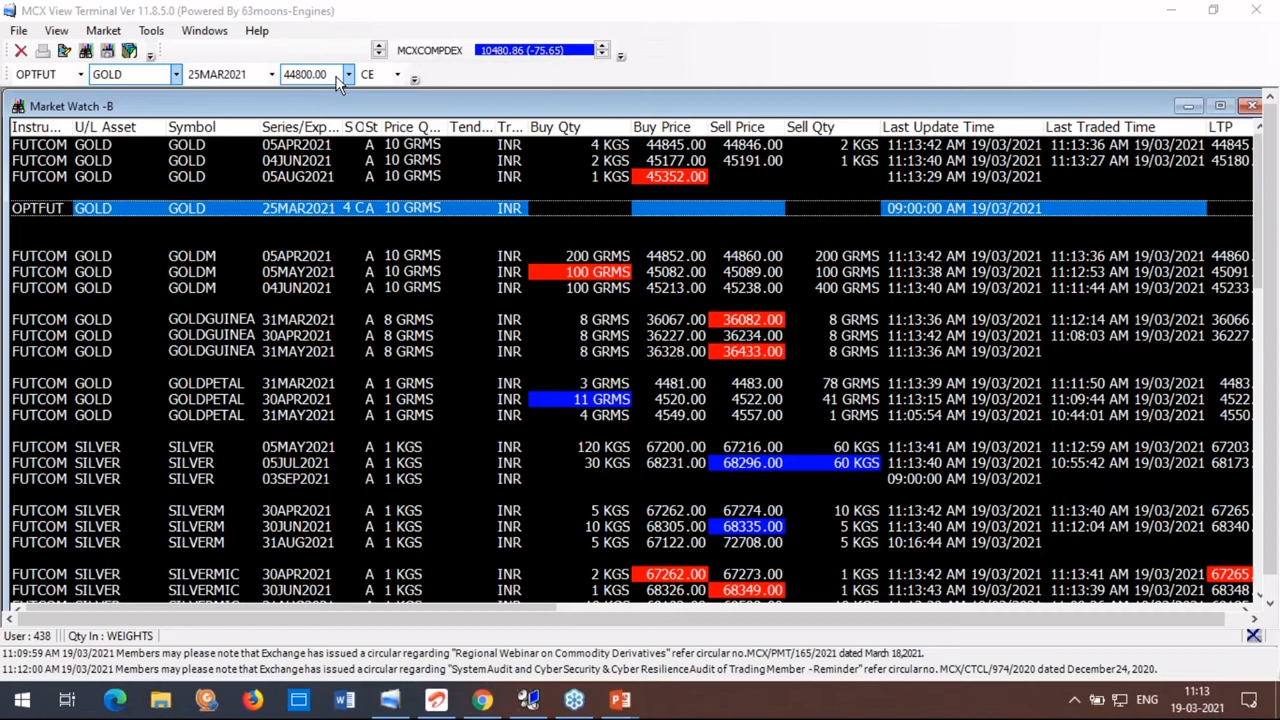 MCX View Terminal Ver 11.8.5.0 (Powered By 63moons-Engines)
File View Market Tools Windows Help
MCXCOMPDEX 10480.86 (-75.65)
OPTFUT GOLD 25MAR2021 44800.00 CE
Market Watch -B
Instru... U/L Asset Symbol Series/Exp... S O St Price Q... Tend... Tr... Buy Qty Buy Price Sell Price Sell Qty Last Update Time Last Traded Time LTP
FUTCOM GOLD GOLD 05APR2021 A 10 GRMS INR 4 KGS 44845.00 44846.00 2 KGS 11:13:42 AM 19/03/2021 11:13:36 AM 19/03/2021 44845
FUTCOM GOLD GOLD 04JUN2021 A 10 GRMS INR 2 KGS 45177.00 45191.00 1 KGS 11:13:40 AM 19/03/2021 11:13:27 AM 19/03/2021 45180
FUTCOM GOLD GOLD 05AUG2021 A 10 GRMS INR 1 KGS 45352.00 11:13:29 AM 19/03/2021
OPTFUT GOLD GOLD 25MAR2021 4 C A 10 GRMS INR 09:00:00 AM 19/03/2021
FUTCOM GOLD GOLDM 05APR2021 A 10 GRMS INR 200 GRMS 44852.00 44860.00 200 GRMS 11:13:42 AM 19/03/2021 11:13:36 AM 19/03/2021 44860
FUTCOM GOLD GOLDM 05MAY2021 A 10 GRMS INR 100 GRMS 45082.00 45089.00 100 GRMS 11:13:38 AM 19/03/2021 11:12:53 AM 19/03/2021 45091
FUTCOM GOLD GOLDM 04JUN2021 A 10 GRMS INR 100 GRMS 45213.00 45238.00 400 GRMS 11:13:40 AM 19/03/2021 11:11:44 AM 19/03/2021 45233
FUTCOM GOLD GOLDGUINEA 31MAR2021 A 8 GRMS INR 8 GRMS 36067.00 36082.00 8 GRMS 11:13:36 AM 19/03/2021 11:12:14 AM 19/03/2021 36066
FUTCOM GOLD GOLDGUINEA 30APR2021 A 8 GRMS INR 8 GRMS 36227.00 36234.00 8 GRMS 11:13:42 AM 19/03/2021 11:08:03 AM 19/03/2021 36227
FUTCOM GOLD GOLDGUINEA 31MAY2021 A 8 GRMS INR 8 GRMS 36328.00 36433.00 8 GRMS 11:13:36 AM 19/03/2021
FUTCOM GOLD GOLDPETAL 31MAR2021 A 1 GRMS INR 3 GRMS 4481.00 4483.00 78 GRMS 11:13:39 AM 19/03/2021 11:11:50 AM 19/03/2021 4483
FUTCOM GOLD GOLDPETAL 30APR2021 A 1 GRMS INR 11 GRMS 4520.00 4522.00 41 GRMS 11:13:15 AM 19/03/2021 11:09:44 AM 19/03/2021 4522
FUTCOM GOLD GOLDPETAL 31MAY2021 A 1 GRMS INR 4 GRMS 4549.00 4557.00 1 GRMS 11:05:54 AM 19/03/2021 10:44:01 AM 19/03/2021 4550
FUTCOM SILVER SILVER 05MAY2021 A 1 KGS INR 120 KGS 67200.00 67216.00 60 KGS 11:13:41 AM 19/03/2021 11:12:59 AM 19/03/2021 67203
FUTCOM SILVER SILVER 05JUL2021 A 1 KGS INR 30 KGS 68231.00 68296.00 60 KGS 11:13:40 AM 19/03/2021 10:55:42 AM 19/03/2021 68173
FUTCOM SILVER SILVER 03SEP2021 A 1 KGS INR 09:00:00 AM 19/03/2021
FUTCOM SILVER SILVERM 30APR2021 A 1 KGS INR 5 KGS 67262.00 67274.00 10 KGS 11:13:40 AM 19/03/2021 11:13:40 AM 19/03/2021 67265
FUTCOM SILVER SILVERM 30JUN2021 A 1 KGS INR 10 KGS 68305.00 68335.00 5 KGS 11:13:40 AM 19/03/2021 11:12:04 AM 19/03/2021 68340
FUTCOM SILVER SILVERM 31AUG2021 A 1 KGS INR 5 KGS 67122.00 72708.00 5 KGS 10:16:44 AM 19/03/2021
FUTCOM SILVER SILVERMIC 30APR2021 A 1 KGS INR 2 KGS 67262.00 67273.00 1 KGS 11:13:41 AM 19/03/2021 11:13:41 AM 19/03/2021 67265
FUTCOM SILVER SILVERMIC 30JUN2021 A 1 KGS INR 1 KGS 68326.00 68349.00 1 KGS 11:13:39 AM 19/03/2021 11:13:29 AM 19/03/2021 68348
User : 438 Qty In : WEIGHTS
11:09:59 AM 19/03/2021 Members may please note that Exchange has issued a circular regarding "Regional Webinar on Commodity Derivatives" refer circular no. MCX/PMT/165/2021 dated March 18,2021.
11:12:00 AM 19/03/2021 Members may please note that Exchange has issued a circular regarding "System Audit and Cyber Security & Cyber Resilience Audit of Trading Member - Reminder" refer circular no. MCX/CTCL/974/2020 dated December 24, 2020.
ENG
11:13
19-03-2021